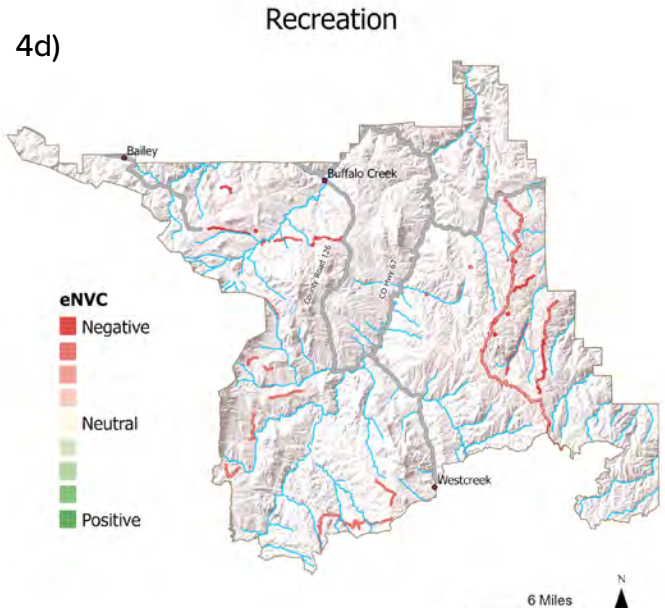 Recreation
4d)
Bailey
Buffalo Creek
County Road 126
CO Hwy 67
eNVC
Negative
Neutral
Positive
Westcreek
N
6 Miles